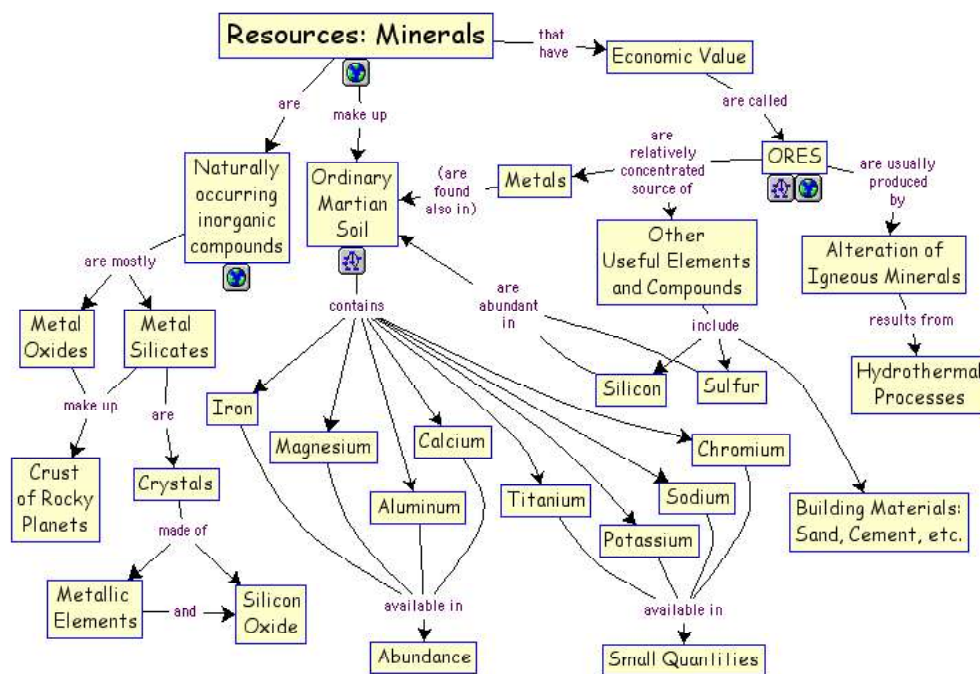 Resources: Minerals
that
have
Economic Value
are
make up
are called
Naturally
occurring
inorganic
compounds
Ordinary
Martian
Soil
(are
found
also in)
Metals
are
relatively
concentrated
source of
ORES
are usually
produced
by
Other
Useful Elements
and Compounds
Alteration of
Igneous Minerals
are mostly
contains
are
abundant
in
include
results from
Metal
Oxides
Metal
Silicates
Silicon
Sulfur
Hydrothermal
Processes
make up
are
Iron
Magnesium
Calcium
Chromium
Crust
of Rocky
Planets
Crystals
Aluminum
Titanium
Sodium
Potassium
Building Materials:
Sand, Cement, etc.
made of
Metallic
Elements
and
Silicon
Oxide
available in
available in
Abundance
Small Quantities